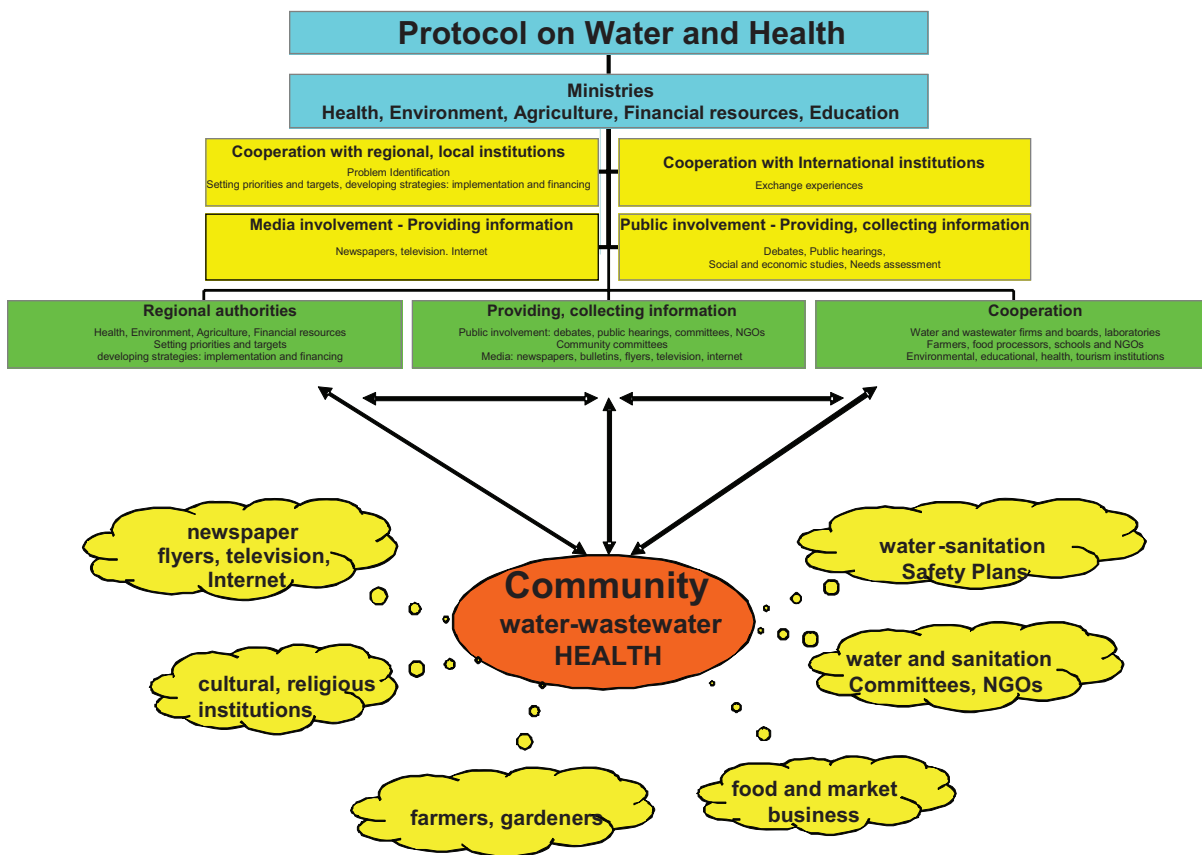 Protocol on Water and Health
Ministries
Health, Environment, Agriculture, Financial resources, Education
Cooperation with regional, local institutions
Problem Identification
Setting priorities and targets, developing strategies: implementation and financing
Cooperation with International institutions
Exchange experiences
Media involvement - Providing information
Newspapers, television. Internet
Public involvement - Providing, collecting information
Debates, Public hearings,
Social and economic studies, Needs assessment
Regional authorities
Health, Environment, Agriculture, Financial resources
Setting priorities and targets
developing strategies: implementation and financing
Providing, collecting information
Public involvement: debates, public hearings, committees, NGOs
Community committees
Media: newspapers, bulletins, flyers, television, internet
Cooperation
Water and wastewater firms and boards, laboratories
Farmers, food processors, schools and NGOs
Environmental, educational, health, tourism institutions
newspaper
flyers, television,
Internet
water-sanitation
Safety Plans
Community
water-wastewater
HEALTH
cultural, religious
institutions
water and sanitation
Committees, NGOs
farmers, gardeners
food and market
business